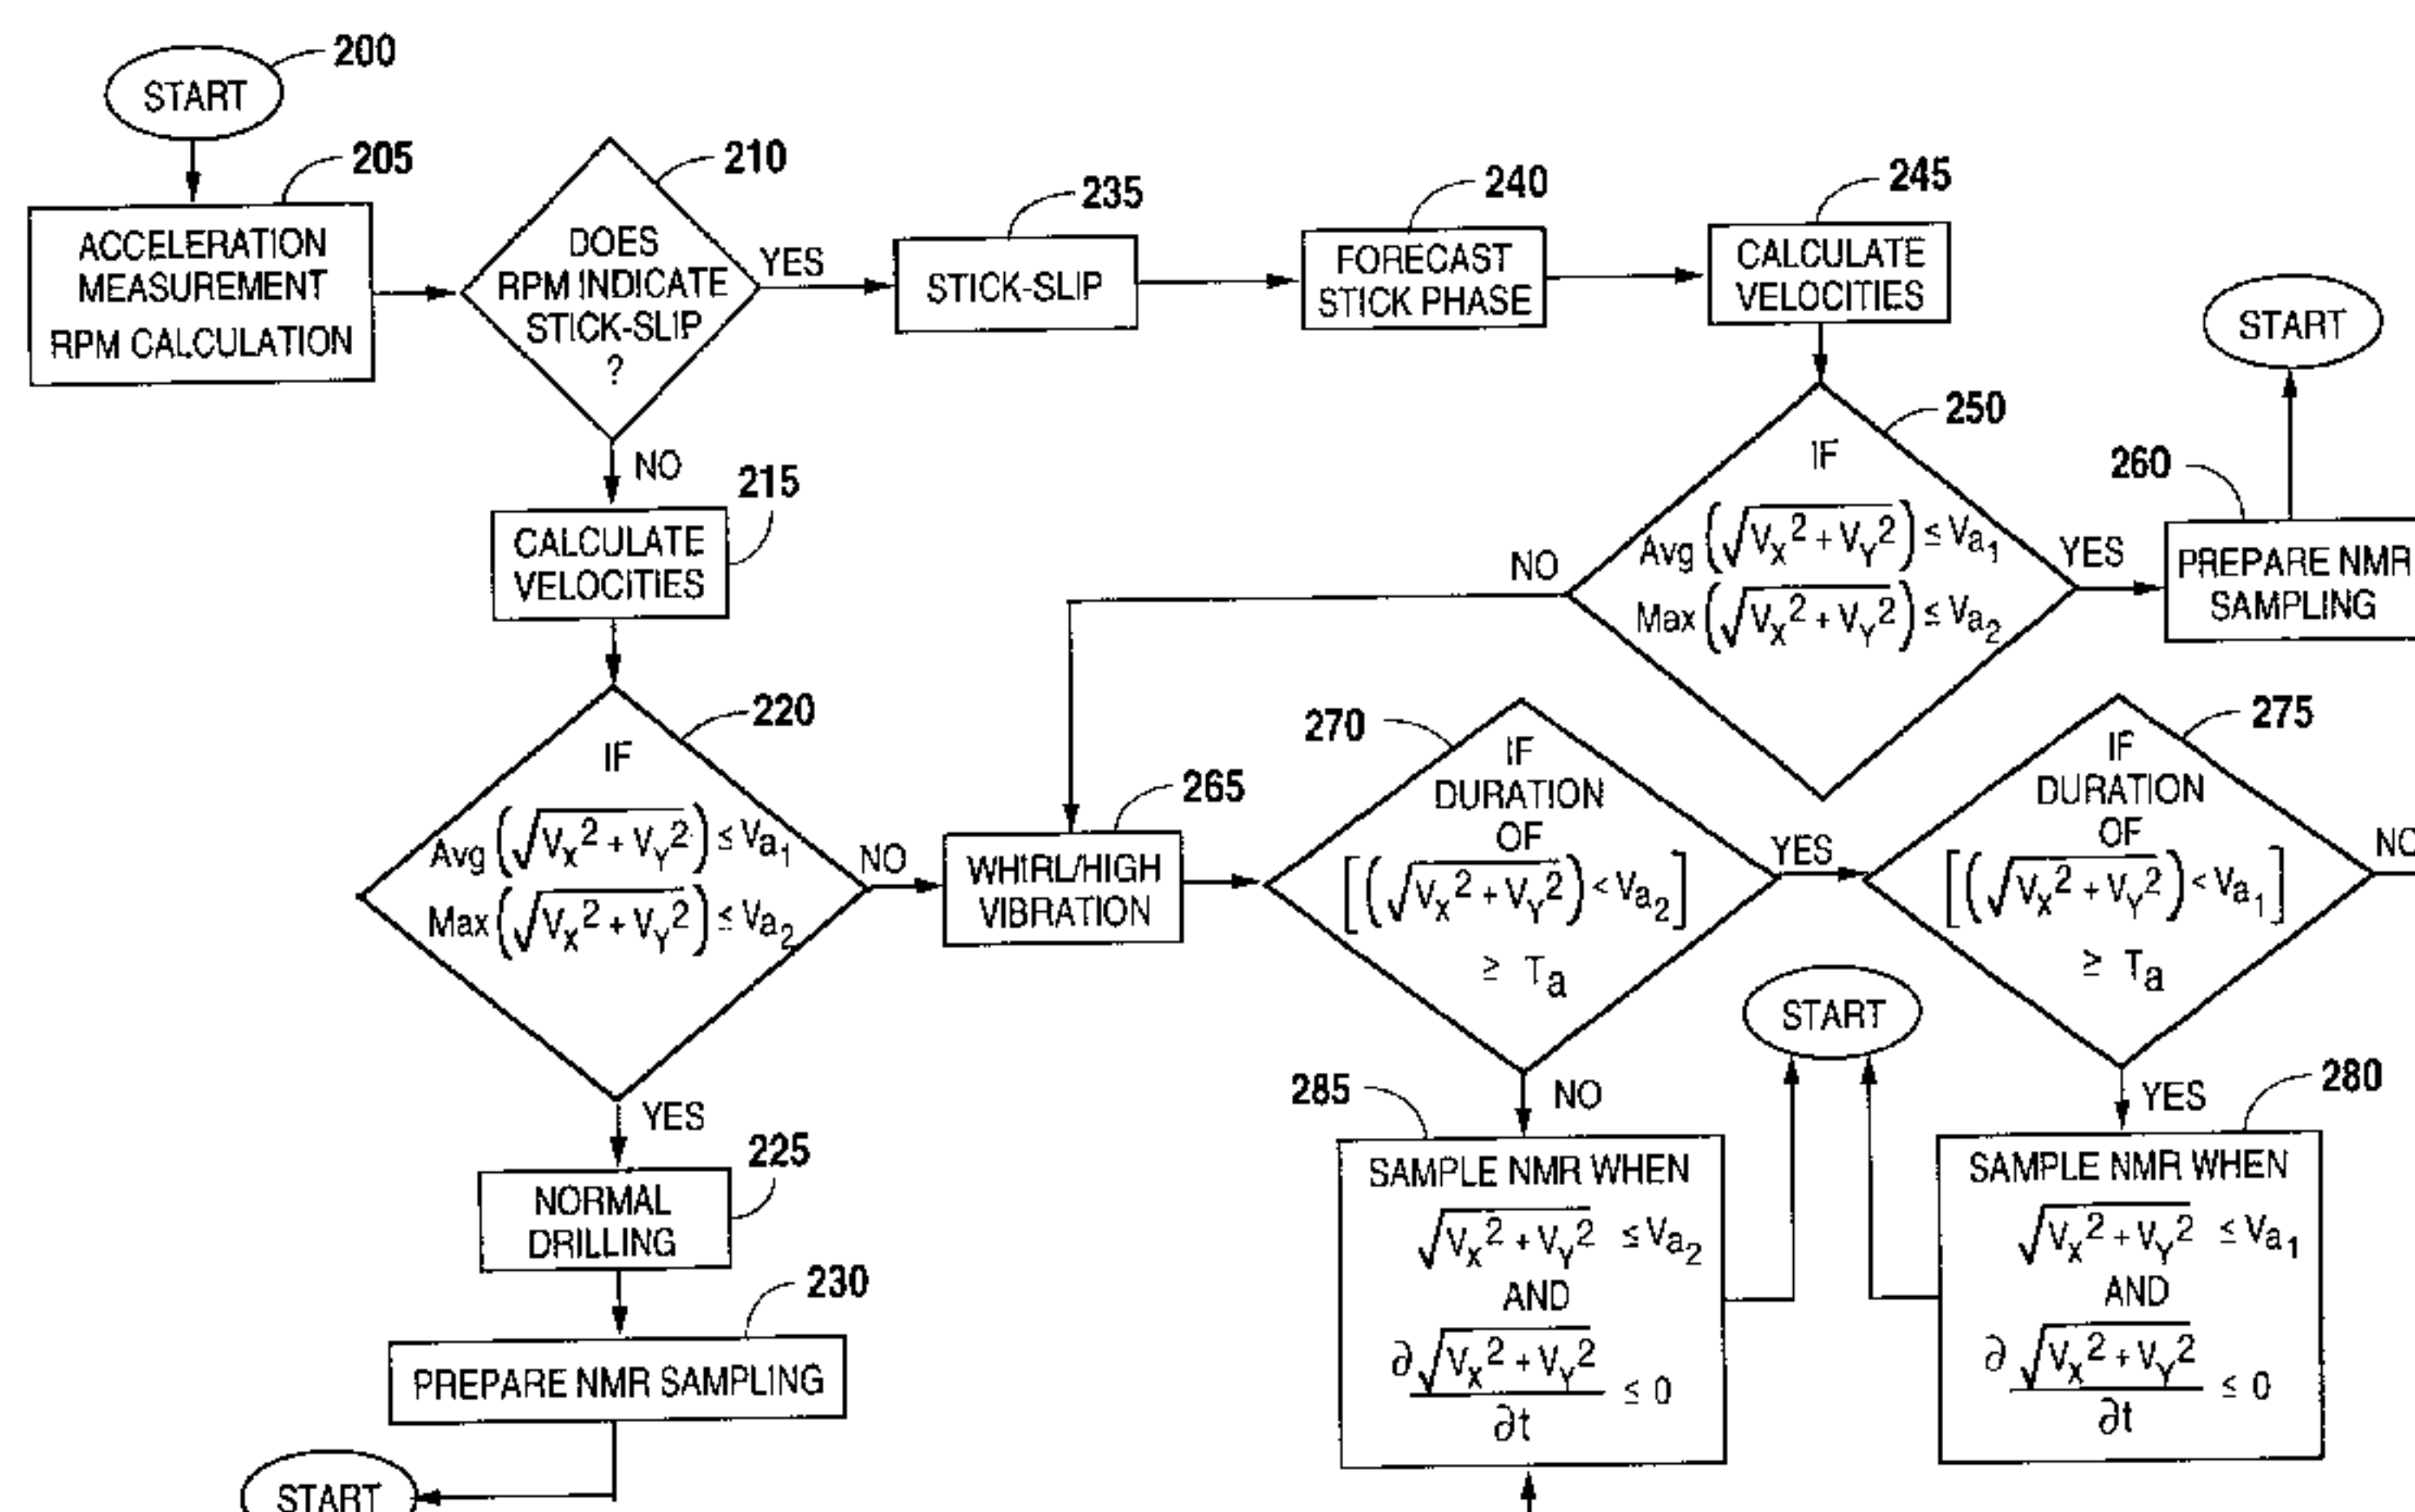 200
START
205
ACCELERATION
MEASUREMENT
RPM CALCULATION
210
DOES
RPM INDICATE
STICK-SLIP
?
YES
NO
235
STICK-SLIP
240
FORECAST
STICK PHASE
245
CALCULATE
VELOCITIES
START
250
IF
Avg (√Vx² + VY²) ≤ Va1
Max (√Vx² + VY²) ≤ Va2
NO
YES
260
PREPARE NMR
SAMPLING
215
CALCULATE
VELOCITIES
220
IF
Avg (√Vx² + VY²) ≤ Va1
Max (√Vx² + VY²) ≤ Va2
NO
YES
265
WHIRL/HIGH
VIBRATION
270
IF
DURATION
OF
[(√Vx² + VY²) < Va2]
≥ Ta
YES
NO
275
IF
DURATION
OF
[(√Vx² + VY²) < Va1]
≥ Ta
NO
YES
START
225
NORMAL
DRILLING
230
PREPARE NMR SAMPLING
START
285
SAMPLE NMR WHEN
√Vx² + VY² ≤ Va2
AND
∂√Vx² + VY²
≤ 0
∂t
280
SAMPLE NMR WHEN
√Vx² + VY² ≤ Va1
AND
∂√Vx² + VY²
≤ 0
∂t